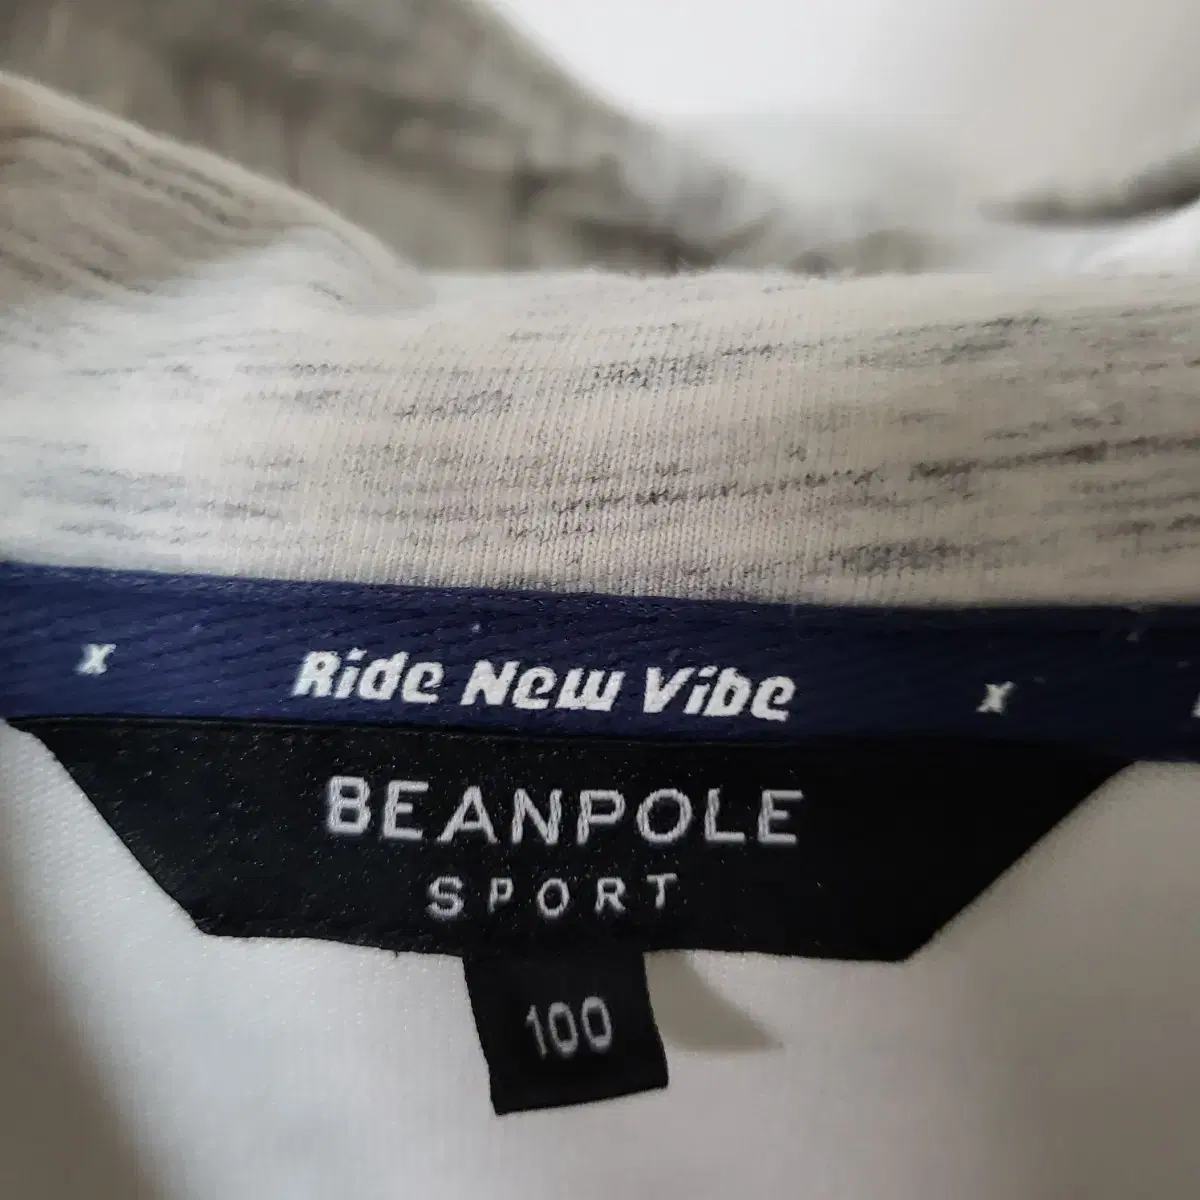 x Ride New Vibe x
BEANPOLE
SPORT
100